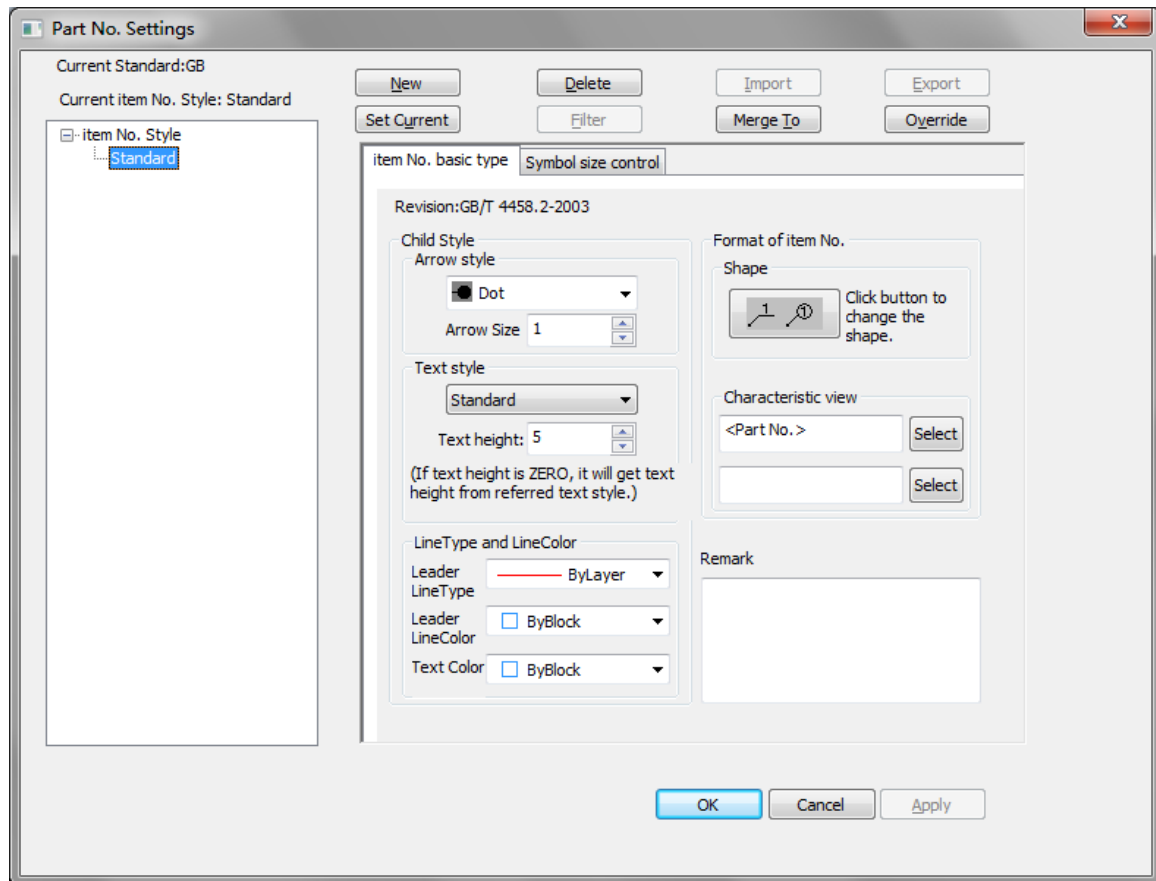 Part No. Settings
Current Standard:GB
Current item No. Style: Standard
New
Delete
Import
Export
Set Current
Filter
Merge To
Override
item No. Style
Standard
item No. basic type
Symbol size control
Revision:GB/T 4458.2-2003
Child Style
Arrow style
Dot
Arrow Size 1
Text style
Standard
Text height: 5
(If text height is ZERO, it will get text
height from referred text style.)
LineType and LineColor
Leader
LineType
ByLayer
Leader
LineColor
ByBlock
Text Color
ByBlock
Format of item No.
Shape
1 1
Click button to
change the
shape.
Characteristic view
<Part No.>
Select
Select
Remark
OK
Cancel
Apply